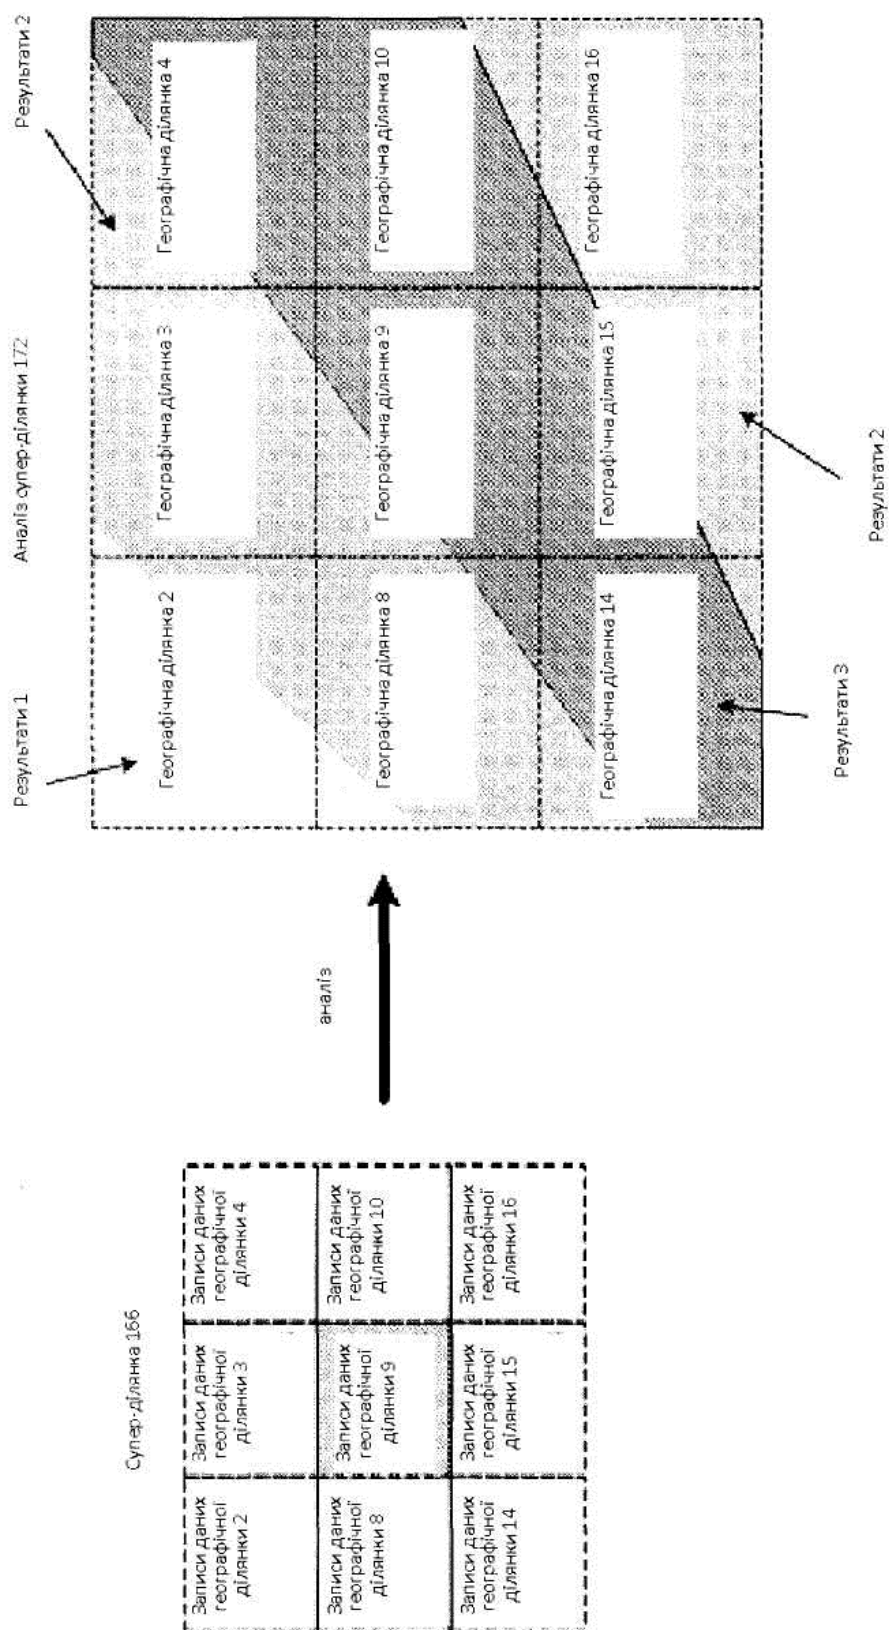 Супер-ділянка 166
Записи даних
географічної
ділянки 2
Записи даних
географічної
ділянки 3
Записи даних
географічної
ділянки 4
Записи даних
географічної
ділянки 8
Записи даних
географічної
ділянки 9
Записи даних
географічної
ділянки 10
Записи даних
географічної
ділянки 14
Записи даних
географічної
ділянки 15
Записи даних
географічної
ділянки 16
аналіз
Результати 1
Аналіз супер-ділянки 172
Результати 2
Географічна ділянка 2
Географічна ділянка 3
Географічна ділянка 4
Географічна ділянка 8
Географічна ділянка 9
Географічна ділянка 10
Географічна ділянка 14
Географічна ділянка 15
Географічна ділянка 16
Результати 3
Результати 2